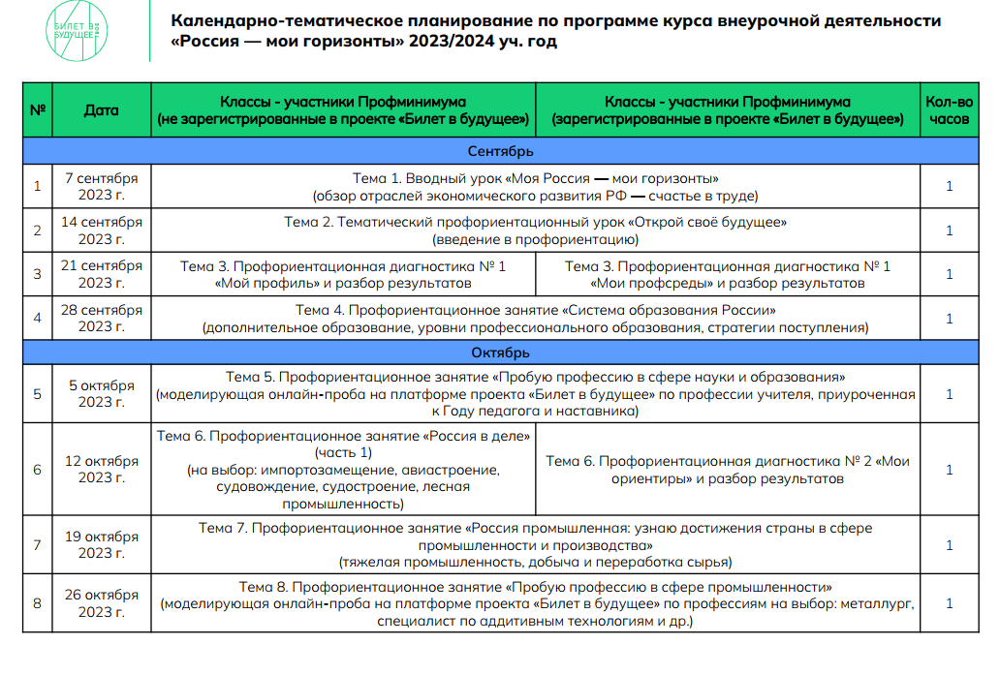 БИЛЕТ В
БУДУЩЕЕ
Календарно-тематическое планирование по программе курса внеурочной деятельности
«Россия — мои горизонты» 2023/2024 уч. год
№
Дата
Классы - участники Профминимума
(не зарегистрированные в проекте «Билет в будущее»)
Классы - участники Профминимума
(зарегистрированные в проекте «Билет в будущее»)
Кол-во
часов
Сентябрь
1
7 сентября
2023 г.
Тема 1. Вводный урок «Моя Россия — мои горизонты»
(обзор отраслей экономического развития РФ — счастье в труде)
1
2
14 сентября
2023 г.
Тема 2. Тематический профориентационный урок «Открой своё будущее»
(введение в профориентацию)
1
3
21 сентября
2023 г.
Тема 3. Профориентационная диагностика № 1
«Мой профиль» и разбор результатов
Тема 3. Профориентационная диагностика № 1
«Мои профсреды» и разбор результатов
1
4
28 сентября
2023 г.
Тема 4. Профориентационное занятие «Система образования России»
(дополнительное образование, уровни профессионального образования, стратегии поступления)
1
Октябрь
5
5 октября
2023 г.
Тема 5. Профориентационное занятие «Пробую профессию в сфере науки и образования»
(моделирующая онлайн-проба на платформе проекта «Билет в будущее» по профессии учителя, приуроченная
к Году педагога и наставника)
1
6
12 октября
2023 г.
Тема 6. Профориентационное занятие «Россия в деле»
(часть 1)
(на выбор: импортозамещение, авиастроение,
судовождение, судостроение, лесная
промышленность)
Тема 6. Профориентационная диагностика № 2 «Мои
ориентиры» и разбор результатов
1
7
19 октября
2023 г.
Тема 7. Профориентационное занятие «Россия промышленная: узнаю достижения страны в сфере
промышленности и производства»
(тяжелая промышленность, добыча и переработка сырья)
1
8
26 октября
2023 г.
Тема 8. Профориентационное занятие «Пробую профессию в сфере промышленности»
(моделирующая онлайн-проба на платформе проекта «Билет в будущее» по профессиям на выбор: металлург,
специалист по аддитивным технологиям и др.)
1